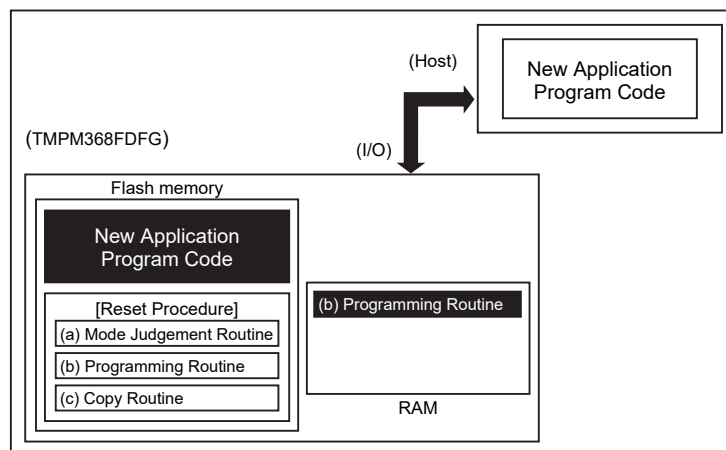 (Host)
New Application
Program Code
(TMPM368FDFG)
(I/O)
Flash memory
New Application
Program Code
[Reset Procedure]
(a) Mode Judgement Routine
(b) Programming Routine
(c) Copy Routine
(b) Programming Routine
RAM